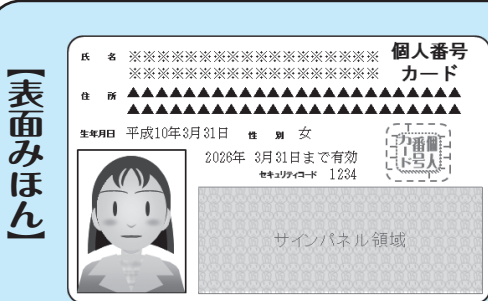 【表面みほん】
氏 名 ※※※※※※※※※※※※※※※※※※
※※※※※※※※※※※※※※※※※※
個人番号
カード
住 所 ▲▲▲▲▲▲▲▲▲▲▲▲▲▲▲▲▲▲▲▲▲▲▲▲
▲▲▲▲▲▲▲▲▲▲▲▲▲▲▲▲▲▲▲▲▲▲▲▲
生年月日 平成10年3月31日 性 別 女
2026年 3月31日まで有効
セキュリティコード 1234
個人
番号
カード
サインパネル領域